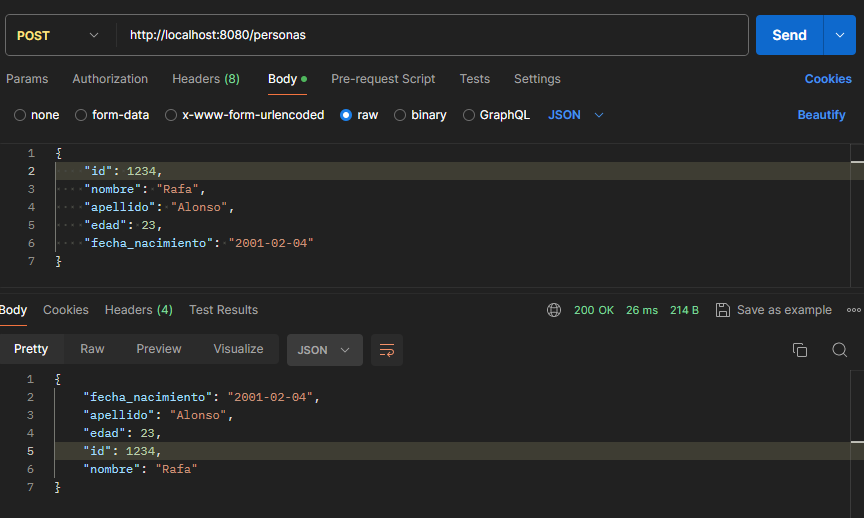 POST http://localhost:8080/personas Send
Params Authorization Headers (8) Body Pre-request Script Tests Settings Cookies
none form-data x-www-form-urlencoded raw binary GraphQL JSON Beautify
1 {
2 "id": 1234,
3 "nombre": "Rafa",
4 "apellido": "Alonso",
5 "edad": 23,
6 "fecha_nacimiento": "2001-02-04"
7 }
Body Cookies Headers (4) Test Results 200 OK 26 ms 214 B Save as example
Pretty Raw Preview Visualize JSON
1 {
2 "fecha_nacimiento": "2001-02-04",
3 "apellido": "Alonso",
4 "edad": 23,
5 "id": 1234,
6 "nombre": "Rafa"
7 }